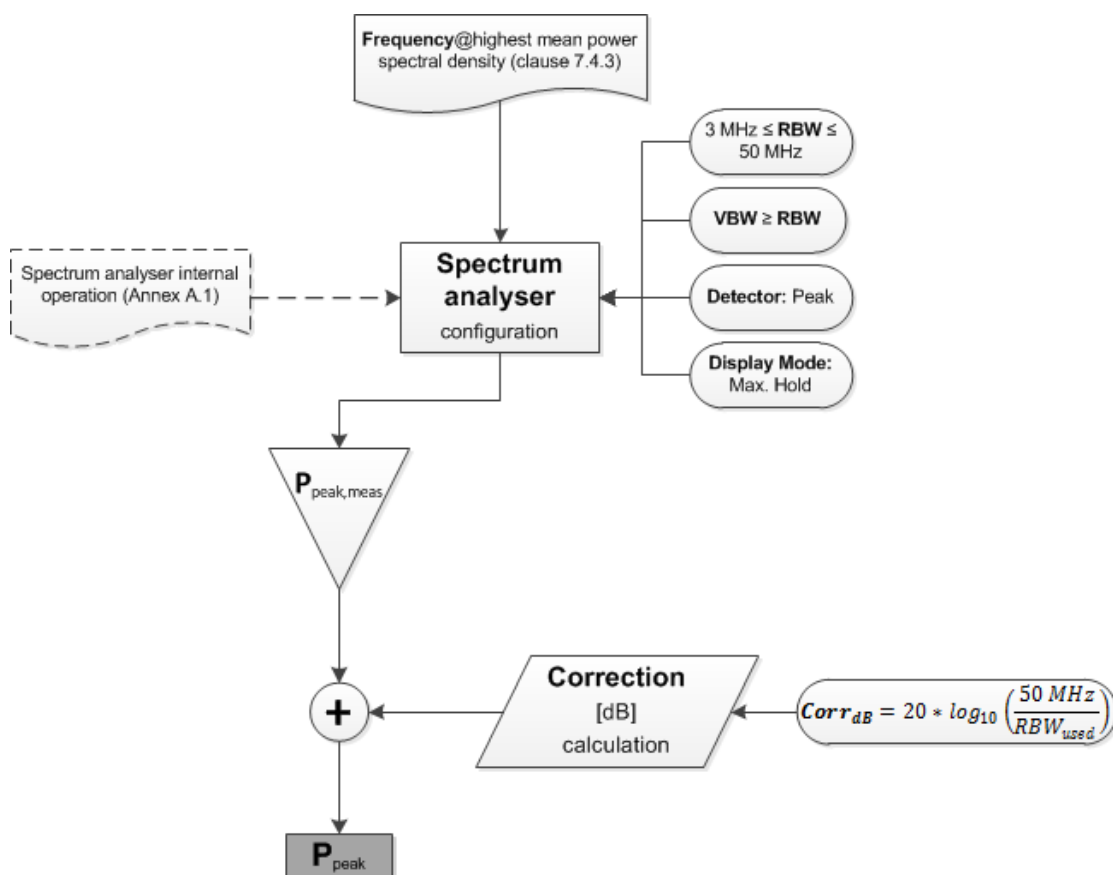 Frequency@highest mean power
spectral density (clause 7.4.3)
3 MHz ≤ RBW ≤
50 MHz
VBW ≥ RBW
Spectrum analyser internal
operation (Annex A.1)
Spectrum
analyser
configuration
Detector: Peak
Display Mode:
Max. Hold
Ppeak,meas
Correction
[dB]
calculation
CorrdB = 20 * log10 (50 MHz / RBWused)
+
Ppeak